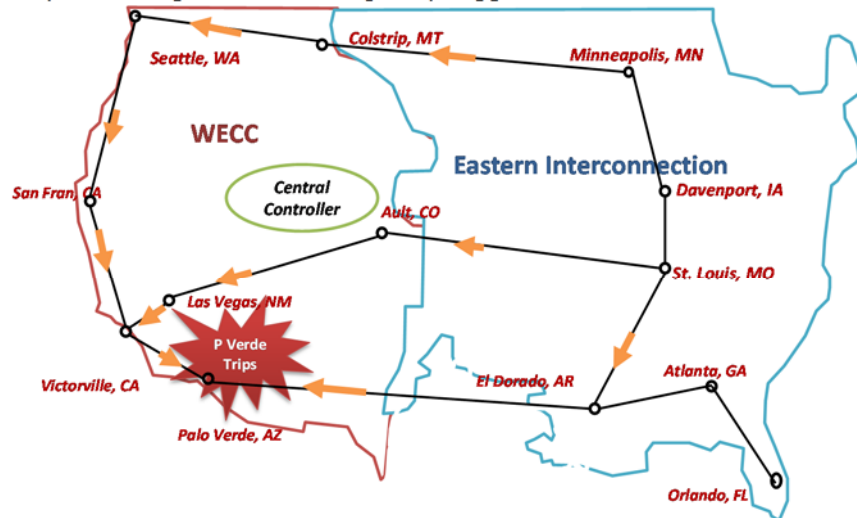 Seattle, WA
Colstrip, MT
Minneapolis, MN
WECC
Eastern Interconnection
San Fran, CA
Central
Controller
Davenport, IA
Ault, CO
St. Louis, MO
Las Vegas, NM
P Verde
Trips
Victorville, CA
El Dorado, AR
Atlanta, GA
Palo Verde, AZ
Orlando, FL